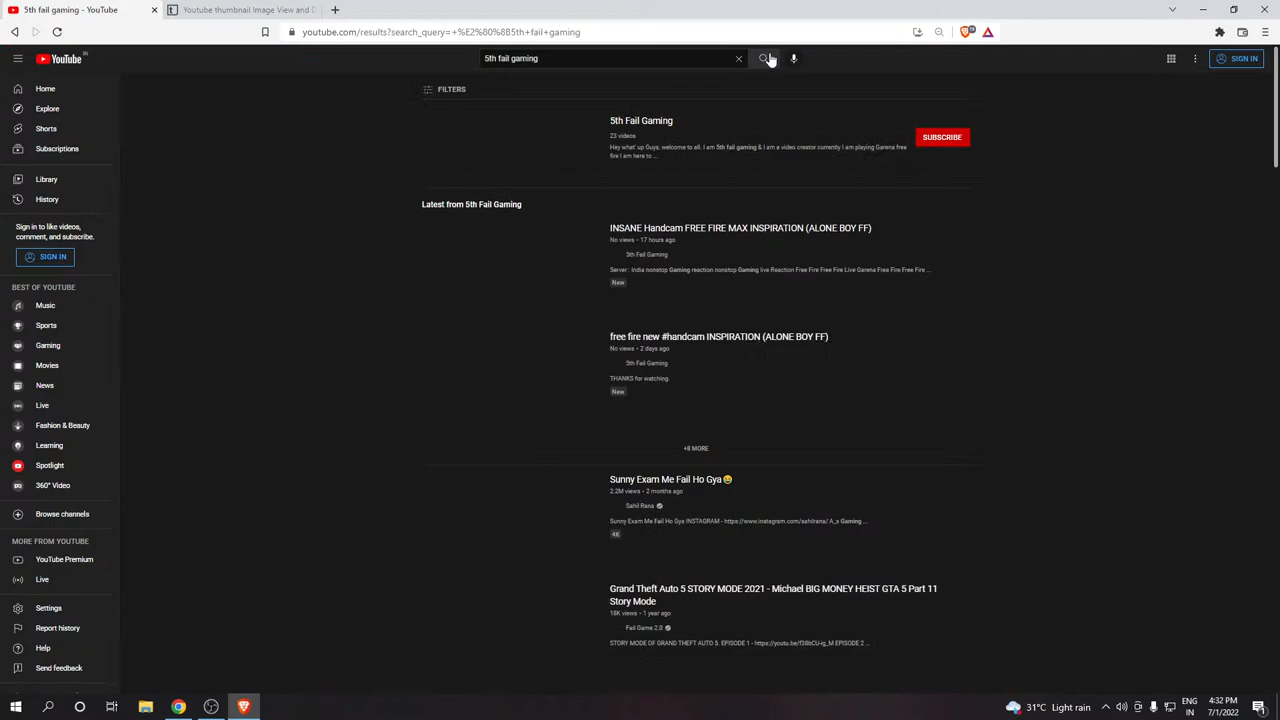 5th fail gaming - YouTube
Youtube thumbnail Image View and D
youtube.com/results?search_query=+%E2%80%8B5th+fail+gaming
15
YouTube
IN
5th fail gaming
SIGN IN
Home
Explore
Shorts
Subscriptions
Library
History
Sign in to like videos,
comment, and subscribe.
SIGN IN
BEST OF YOUTUBE
Music
Sports
Gaming
Movies
News
Live
Fashion & Beauty
Learning
Spotlight
360° Video
Browse channels
MORE FROM YOUTUBE
YouTube Premium
Live
Settings
Report history
Help
Send feedback
FILTERS
5th Fail Gaming
23 videos
Hey what' up Guys, welcome to all. I am 5th fail gaming & I am a video creator currently I am playing Garena free
fire I am here to ...
SUBSCRIBE
Latest from 5th Fail Gaming
INSANE Handcam FREE FIRE MAX INSPIRATION (ALONE BOY FF)
No views • 17 hours ago
5th Fail Gaming
Server : India nonstop Gaming reaction nonstop Gaming live Reaction Free Fire Free Fire Live Garena Free Fire Free Fire ...
New
free fire new #handcam INSPIRATION (ALONE BOY FF)
No views • 2 days ago
5th Fail Gaming
THANKS for watching.
New
+6 MORE
Sunny Exam Me Fail Ho Gya😂
2.2M views • 2 months ago
Sahil Rana
Sunny Exam Me Fail Ho Gya INSTAGRAM - https://www.instagram.com/sahilrana/ A_s Gaming ...
4K
Grand Theft Auto 5 STORY MODE 2021 - Michael BIG MONEY HEIST GTA 5 Part 11
Story Mode
18K views • 1 year ago
Fail Game 2.0
STORY MODE OF GRAND THEFT AUTO 5. EPISODE 1 - https://youtu.be/f38bCU-ig_M EPISODE 2 ...
31°C Light rain
ENG
IN
4:32 PM
7/1/2022